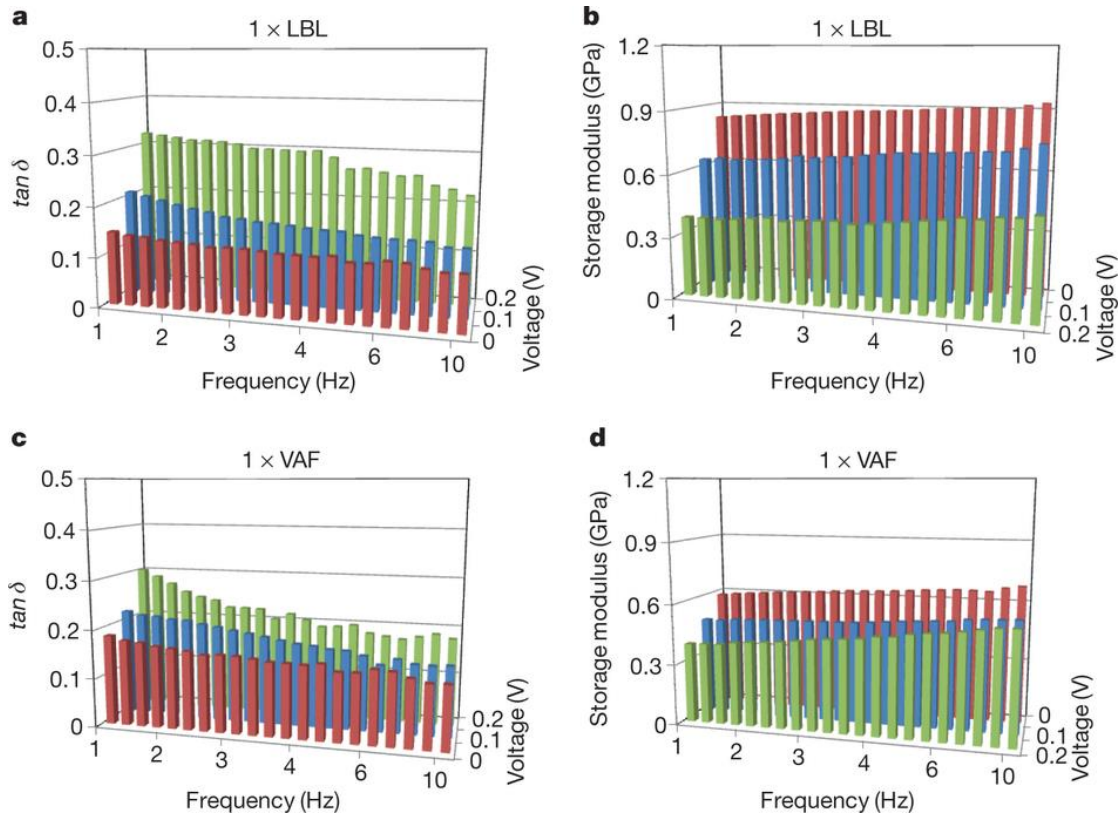 a
1 × LBL
0.5
0.4
0.3
0.2
0.1
0
tan δ
1
2
3
4
6
10
Frequency (Hz)
0.2
0.1
0
Voltage (V)
b
1 × LBL
1.2
0.9
0.6
0.3
0
Storage modulus (GPa)
1
2
3
4
6
10
Frequency (Hz)
0
0.1
0.2
Voltage (V)
c
1 × VAF
0.5
0.4
0.3
0.2
0.1
0
tan δ
1
2
3
4
6
10
Frequency (Hz)
0.2
0.1
0
Voltage (V)
d
1 × VAF
1.2
0.9
0.6
0.3
0
Storage modulus (GPa)
1
2
3
4
6
10
Frequency (Hz)
0
0.1
0.2
Voltage (V)